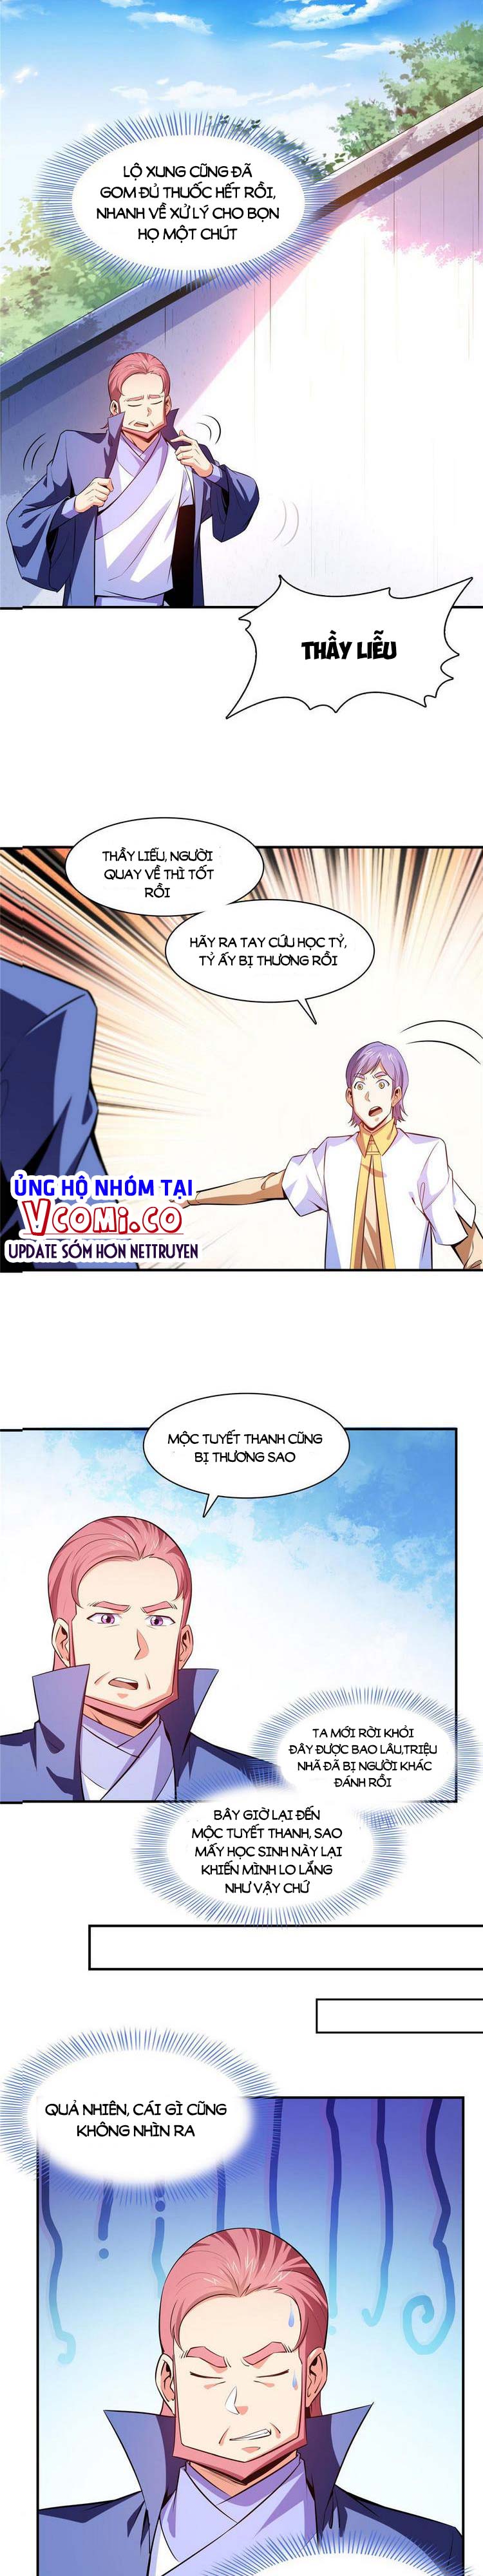 LỘ XUNG CŨNG ĐÃ
GOM ĐỦ THUỐC HẾT RỒI,
NHANH VỀ XỬ LÝ CHO BỌN
HỌ MỘT CHÚT
THẦY LIỄU
THẦY LIỄU, NGƯỜI
QUAY VỀ THÌ TỐT
RỒI
HÃY RA TAY CỨU HỌC TỶ,
TỶ ẤY BỊ THƯƠNG RỒI
ỦNG HỘ NHÓM TẠI
VCOMI.CO
UPDATE SỚM HƠN NETTRUYEN
MỘC TUYẾT THANH CŨNG
BỊ THƯƠNG SAO
TA MỚI RỜI KHỎI
ĐÂY ĐƯỢC BAO LÂU,TRIỆU
NHÃ ĐÃ BỊ NGƯỜI KHÁC
ĐÁNH RỒI
BÂY GIỜ LẠI ĐẾN
MỘC TUYẾT THANH, SAO
MẤY HỌC SINH NÀY LẠI
KHIẾN MÌNH LO LẮNG
NHƯ VẬY CHỨ
QUẢ NHIÊN, CÁI GÌ CŨNG
KHÔNG NHÌN RA